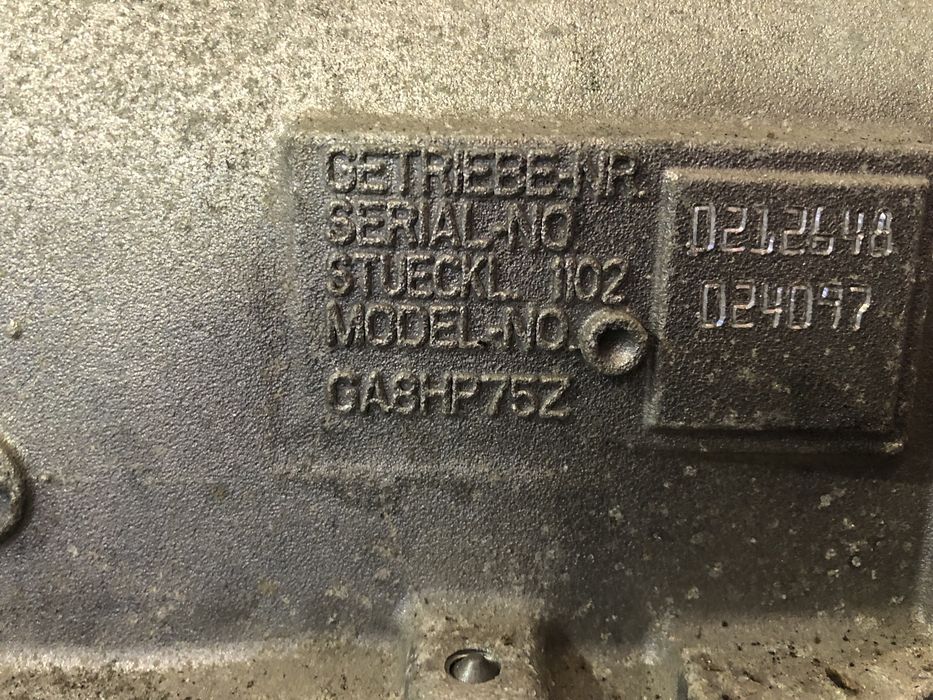 GETRIEBE-NR.
SERIAL-NO. 0212648
STUECKL. 1102
MODEL-NO. 024097
GA8HP75Z